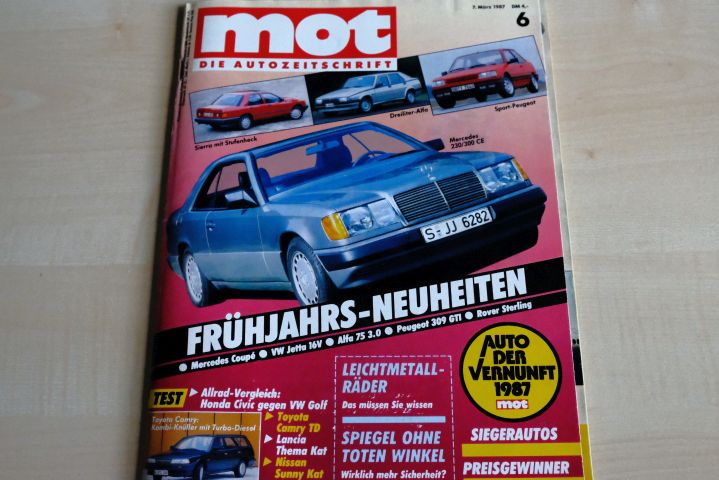 mot
DIE AUTOZEITSCHRIFT
7. März 1987 DM 4,-
6
Sierra mit Stufenheck
Dreiliter-Alfa
Sport-Peugeot
Mercedes
230/300 CE
S-JJ 6282
FRÜHJAHRS-NEUHEITEN
● Mercedes Coupé ● VW Jetta 16V ● Alfa 75 3.0 ● Peugeot 309 GTI ● Rover Sterling
TEST
▶ Allrad-Vergleich:
Honda Civic gegen VW Golf
Toyota Camry:
Kombi-Knüller mit Turbo-Diesel
▶ Toyota
Camry TD
▶ Lancia
Thema Kat
▶ Nissan
Sunny Kat
LEICHTMETALL-
RÄDER
Das müssen Sie wissen
SPIEGEL OHNE
TOTEN WINKEL
Wirklich mehr Sicherheit?
AUTO
DER
VERNUNFT
1987
mot
SIEGERAUTOS
PREISGEWINNER